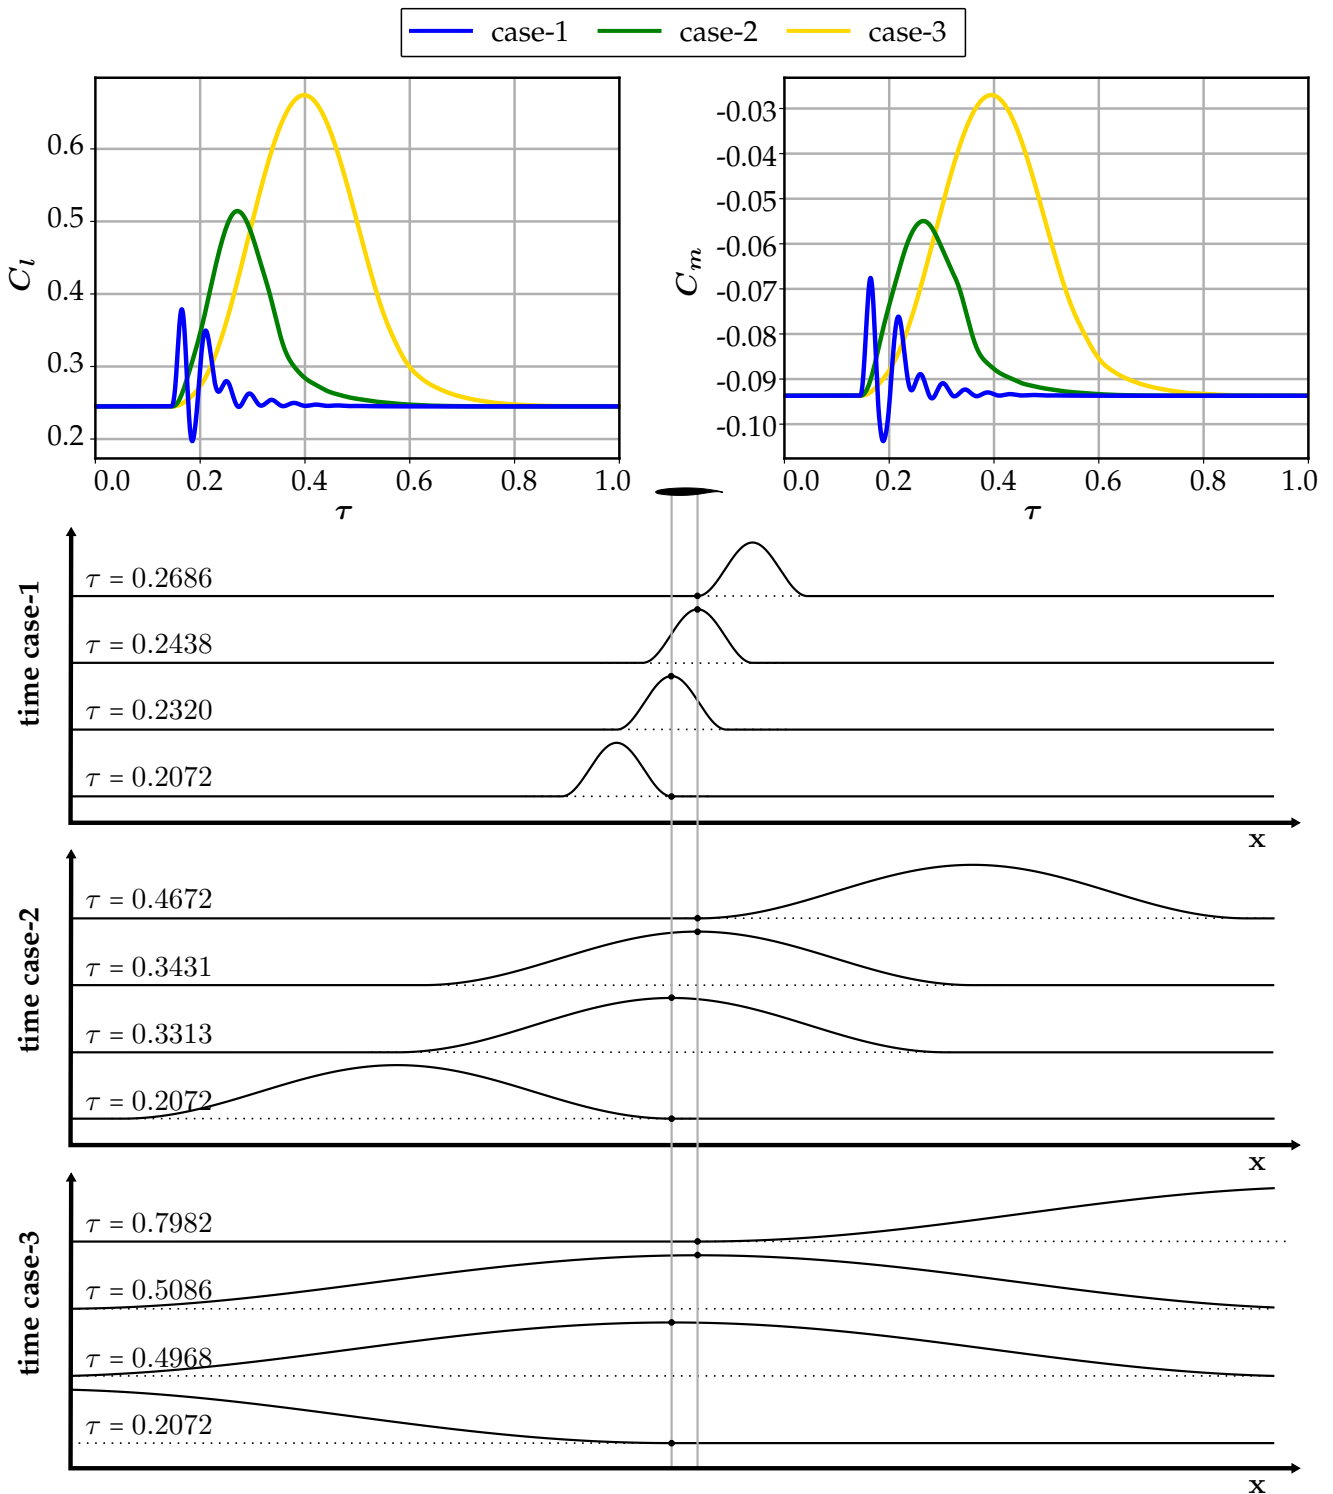 case-1 case-2 case-3
0.6
0.5
0.4
0.3
0.2
C_l
0.0 0.2 0.4 0.6 0.8 1.0
τ
-0.03
-0.04
-0.05
-0.06
-0.07
-0.08
-0.09
-0.10
C_m
0.0 0.2 0.4 0.6 0.8 1.0
τ
time case-1
τ = 0.2686
τ = 0.2438
τ = 0.2320
τ = 0.2072
x
time case-2
τ = 0.4672
τ = 0.3431
τ = 0.3313
τ = 0.2072
x
time case-3
τ = 0.7982
τ = 0.5086
τ = 0.4968
τ = 0.2072
x